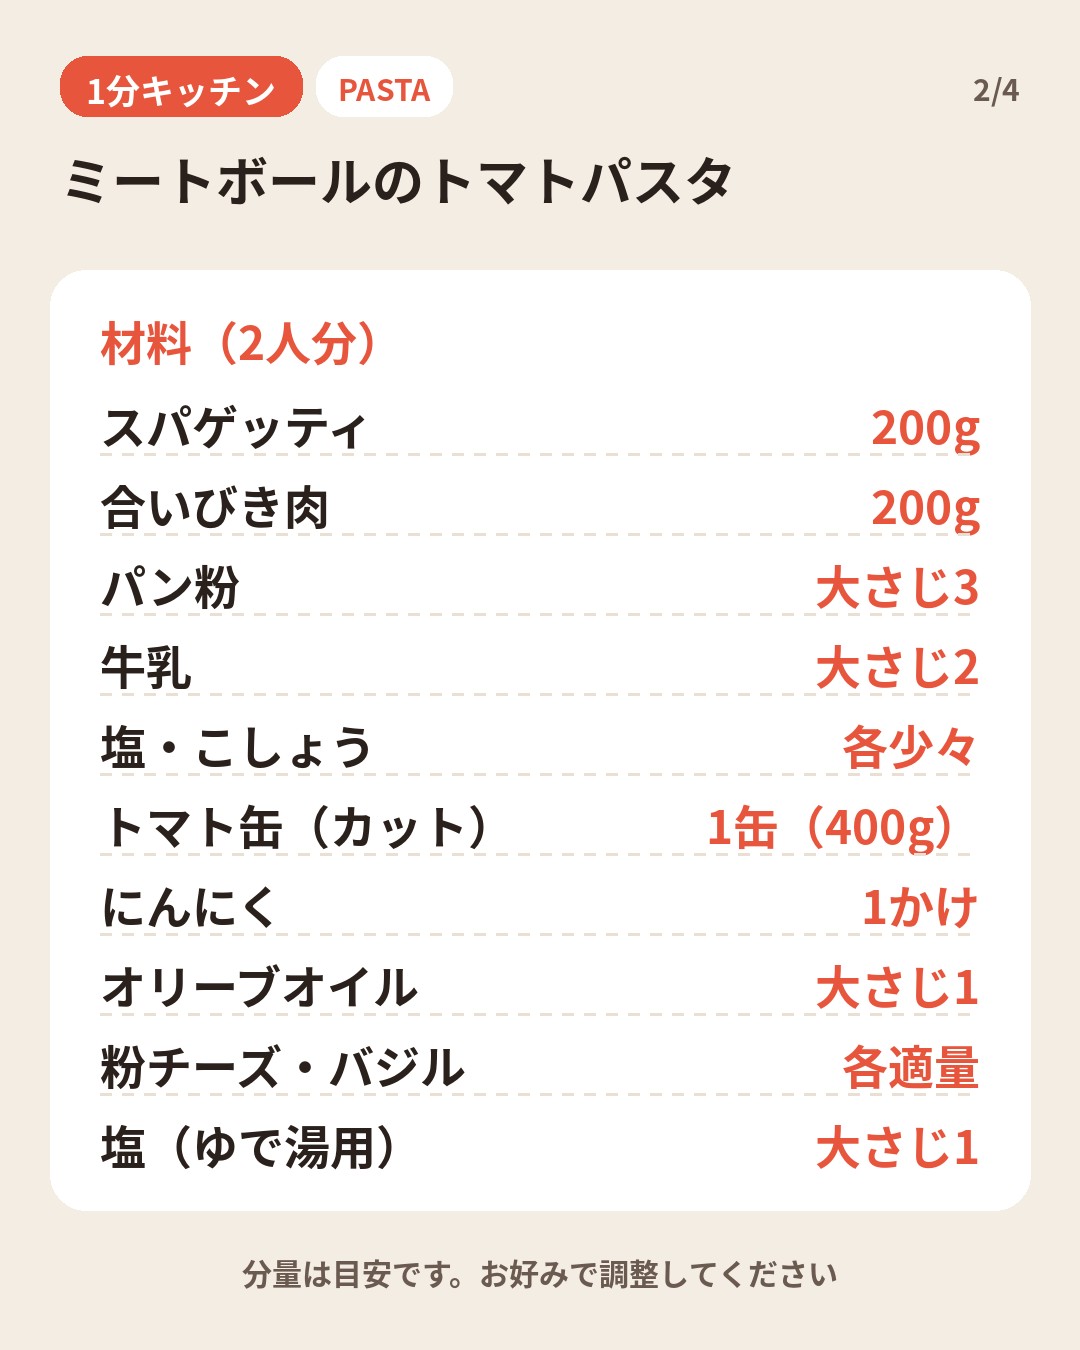 1分キッチン PASTA 2/4
ミートボールのトマトパスタ
材料（2人分）
スパゲッティ 200g
合いびき肉 200g
パン粉 大さじ3
牛乳 大さじ2
塩・こしょう 各少々
トマト缶（カット） 1缶（400g）
にんにく 1かけ
オリーブオイル 大さじ1
粉チーズ・バジル 各適量
塩（ゆで湯用） 大さじ1
分量は目安です。お好みで調整してください